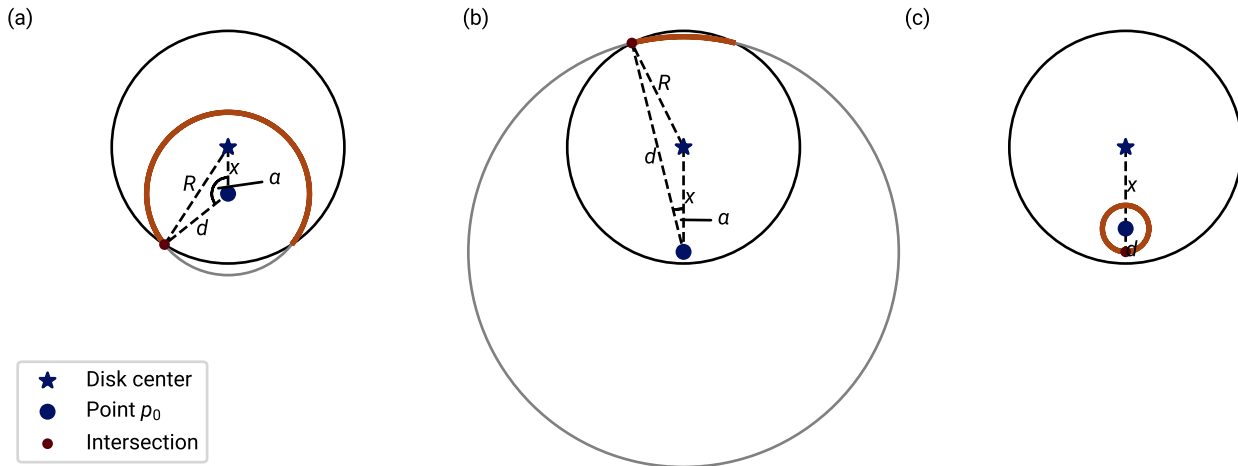 (a)
(b)
(c)
R
x
α
d
R
d
x
α
x
d
Disk center
Point p₀
Intersection